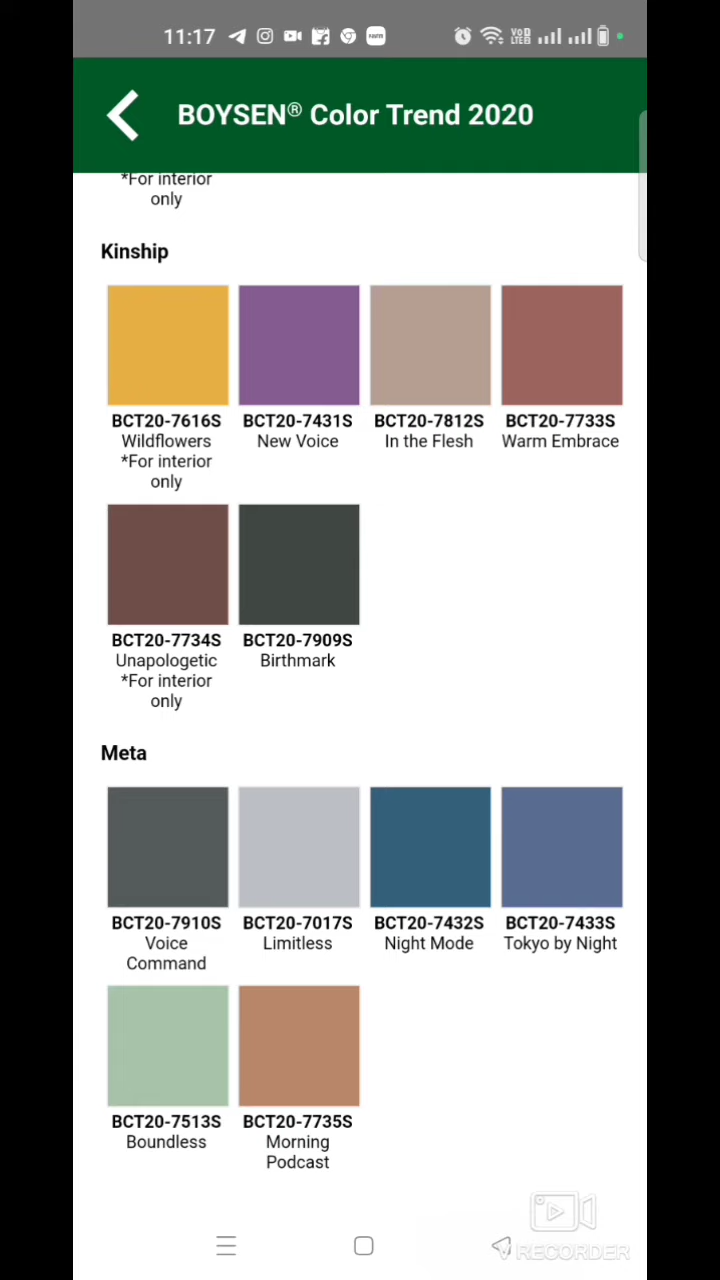 11:17
VoD
LTE
BOYSEN® Color Trend 2020
*For interior
only
Kinship
BCT20-7616S
Wildflowers
*For interior
only
BCT20-7431S
New Voice
BCT20-7812S
In the Flesh
BCT20-7733S
Warm Embrace
BCT20-7734S
Unapologetic
*For interior
only
BCT20-7909S
Birthmark
Meta
BCT20-7910S
Voice
Command
BCT20-7017S
Limitless
BCT20-7432S
Night Mode
BCT20-7433S
Tokyo by Night
BCT20-7513S
Boundless
BCT20-7735S
Morning
Podcast
RECORDER